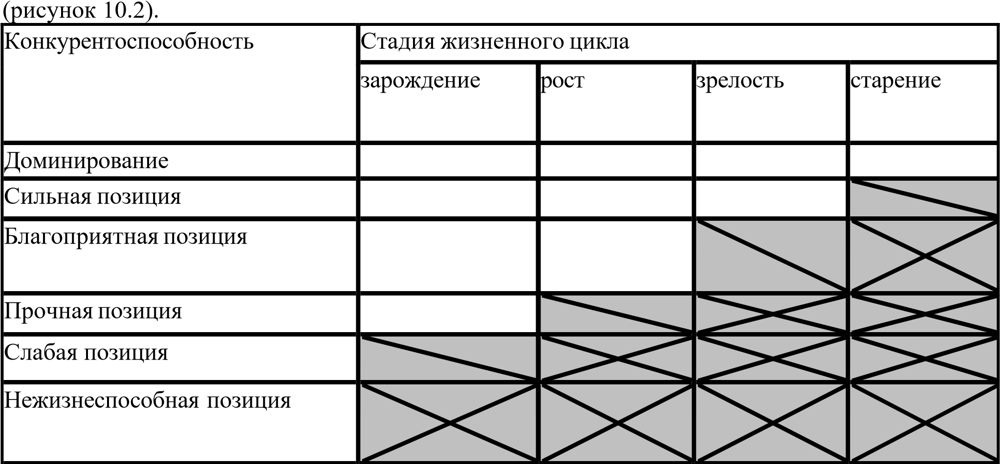 (рисунок 10.2).
Конкурентоспособность
Стадия жизненного цикла
зарождение
рост
зрелость
старение
Доминирование
Сильная позиция
Благоприятная позиция
Прочная позиция
Слабая позиция
Нежизнеспособная позиция